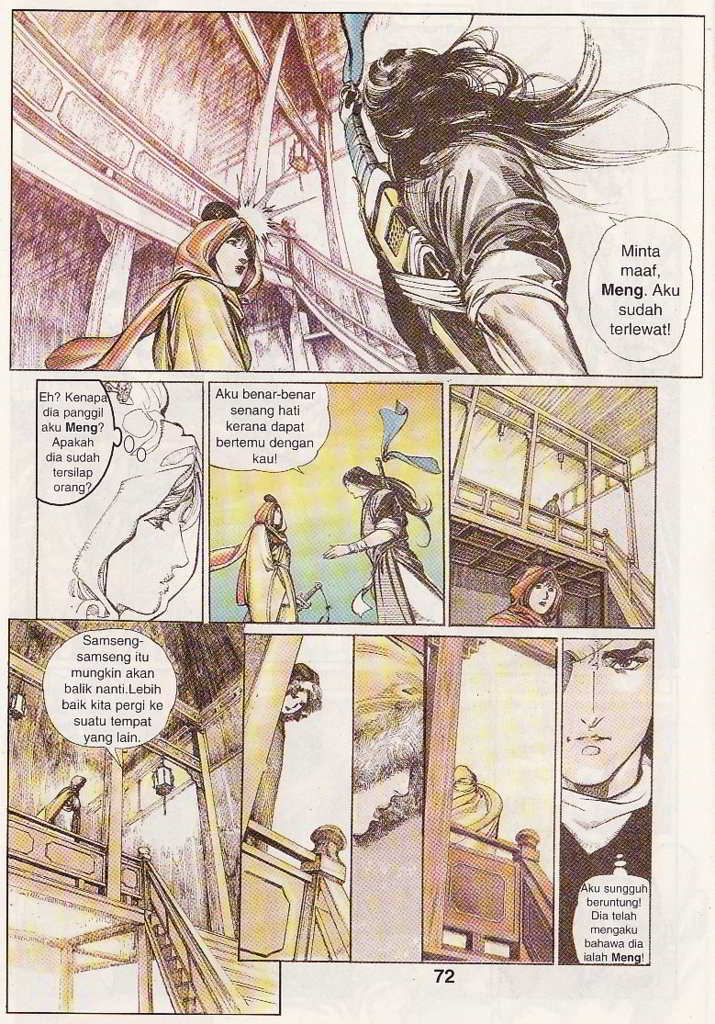 Minta
maaf,
Meng. Aku
sudah
terlewat!
Eh? Kenapa
dia panggil
aku Meng?
Apakah
dia sudah
tersilap
orang?
Aku benar-benar
senang hati
kerana dapat
bertemu dengan
kau!
Samseng-
samseng itu
mungkin akan
balik nanti.Lebih
baik kita pergi ke
suatu tempat
yang lain.
Aku sungguh
beruntung!
Dia telah
mengaku
bahawa dia
ialah Meng!
72